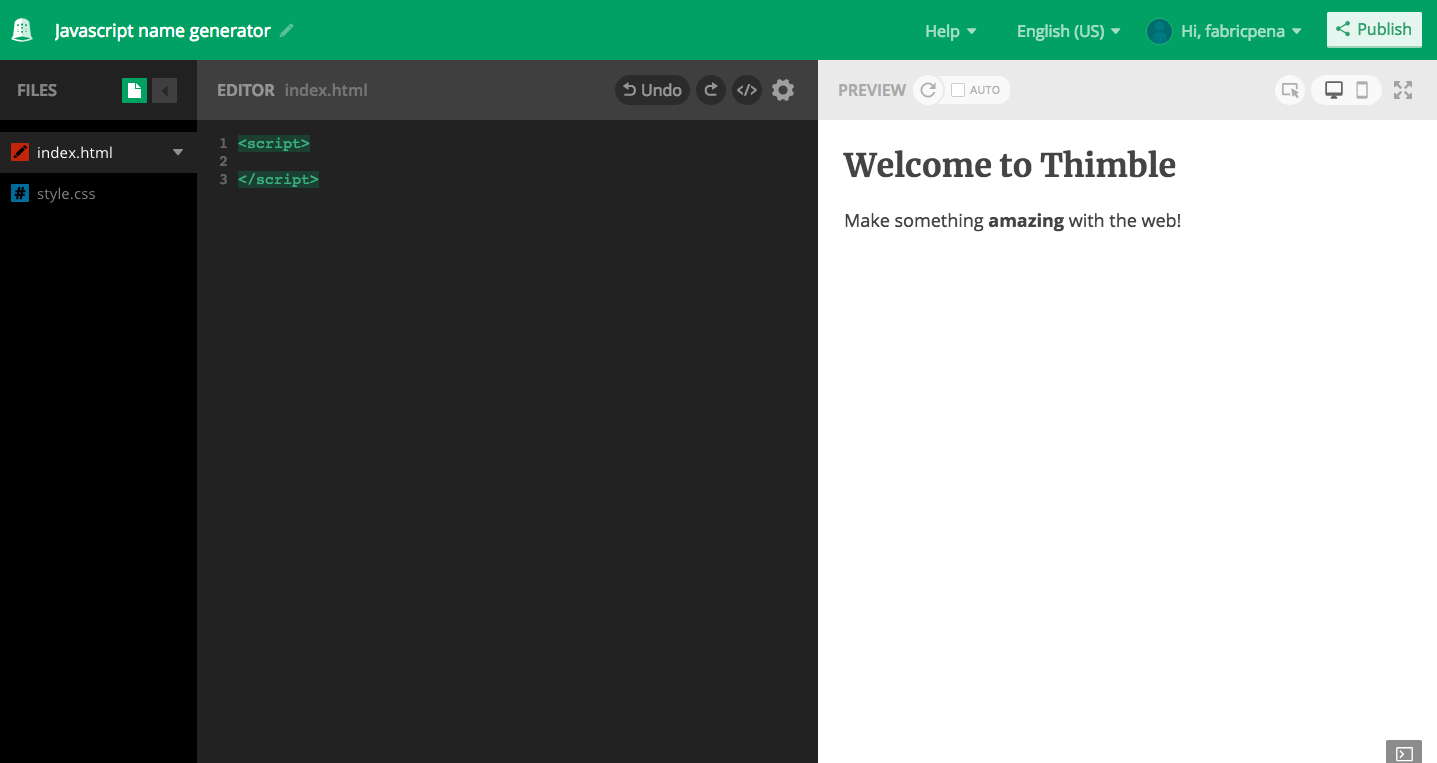 Javascript name generator
Help
English (US)
Hi, fabricpena
Publish
FILES
index.html
style.css
EDITOR index.html
Undo
</>
1 <script>
2
3 </script>
PREVIEW
AUTO
Welcome to Thimble
Make something amazing with the web!